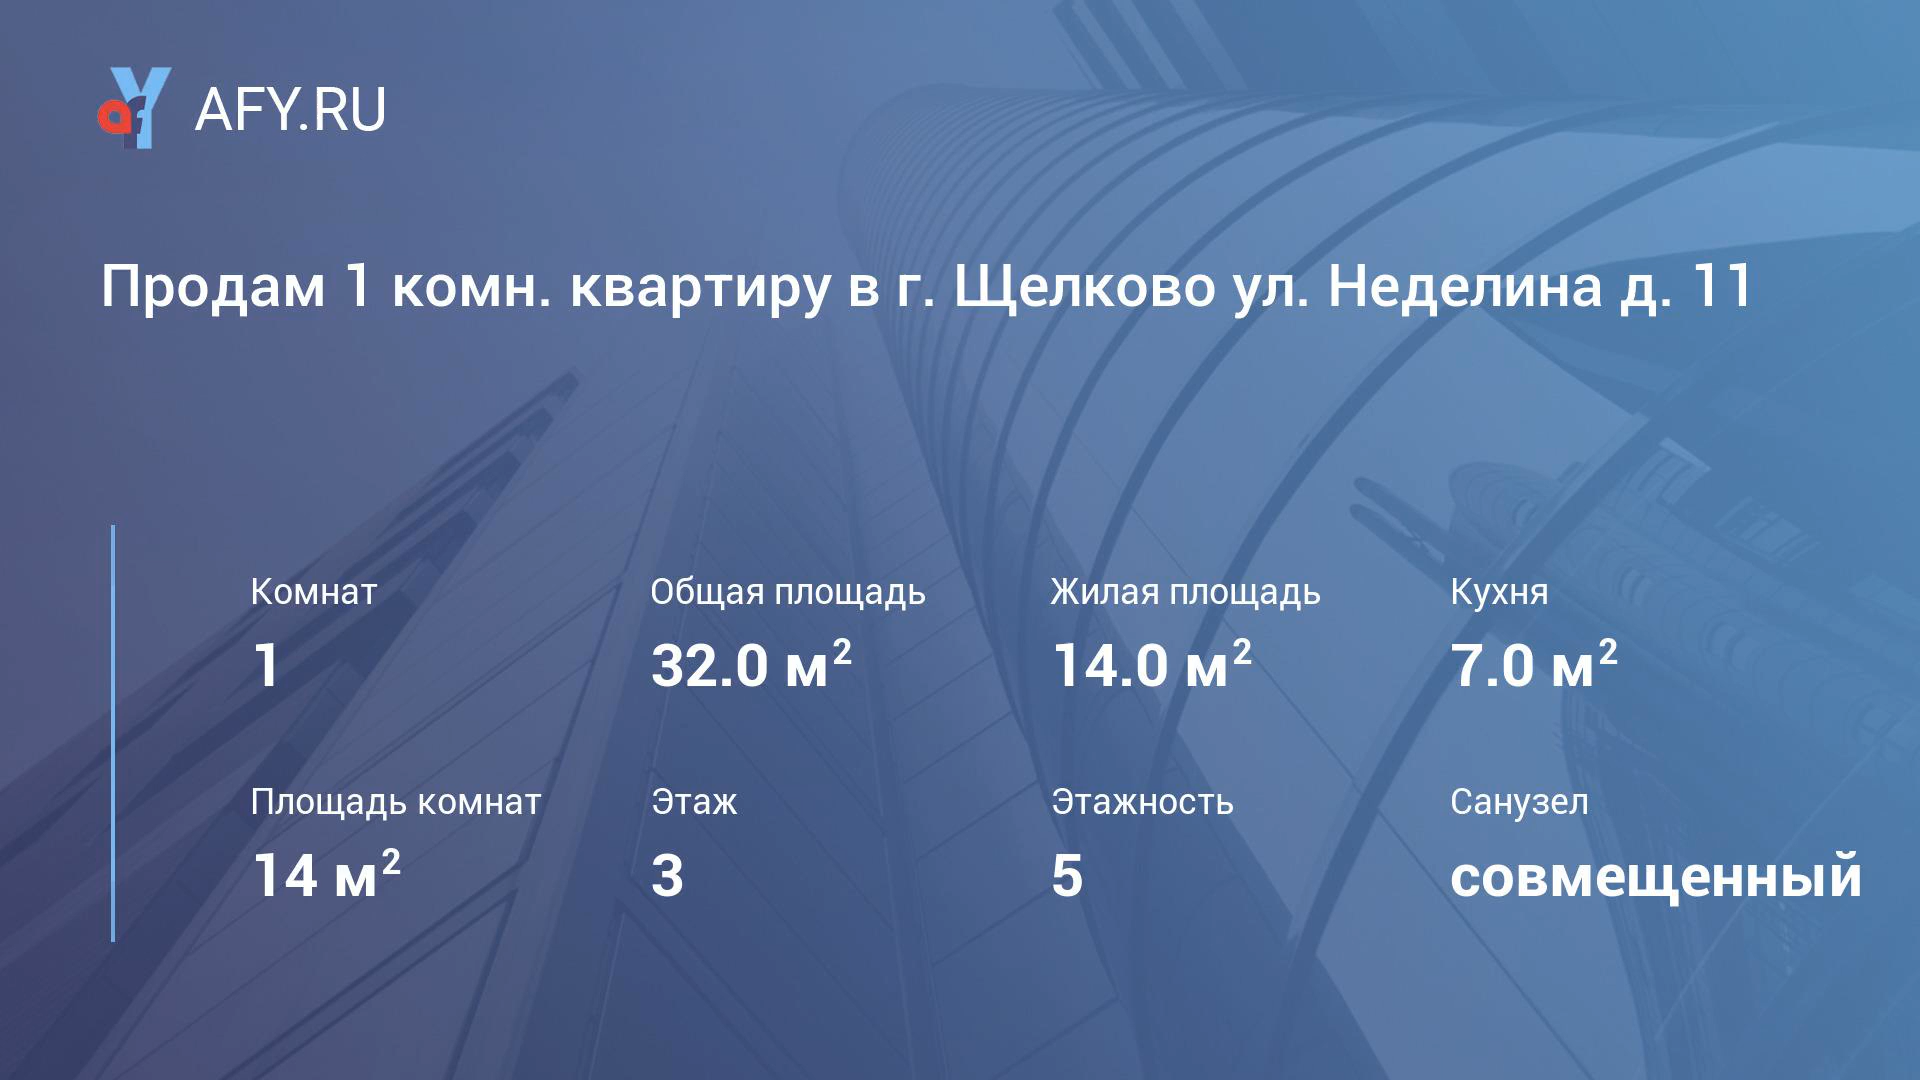 aYf AFY.RU
Продам 1 комн. квартиру в г. Щелково ул. Неделина д. 11
Комнат Общая площадь Жилая площадь Кухня
1 32.0 м² 14.0 м² 7.0 м²
Площадь комнат Этаж Этажность Санузел
14 м² 3 5 совмещенный